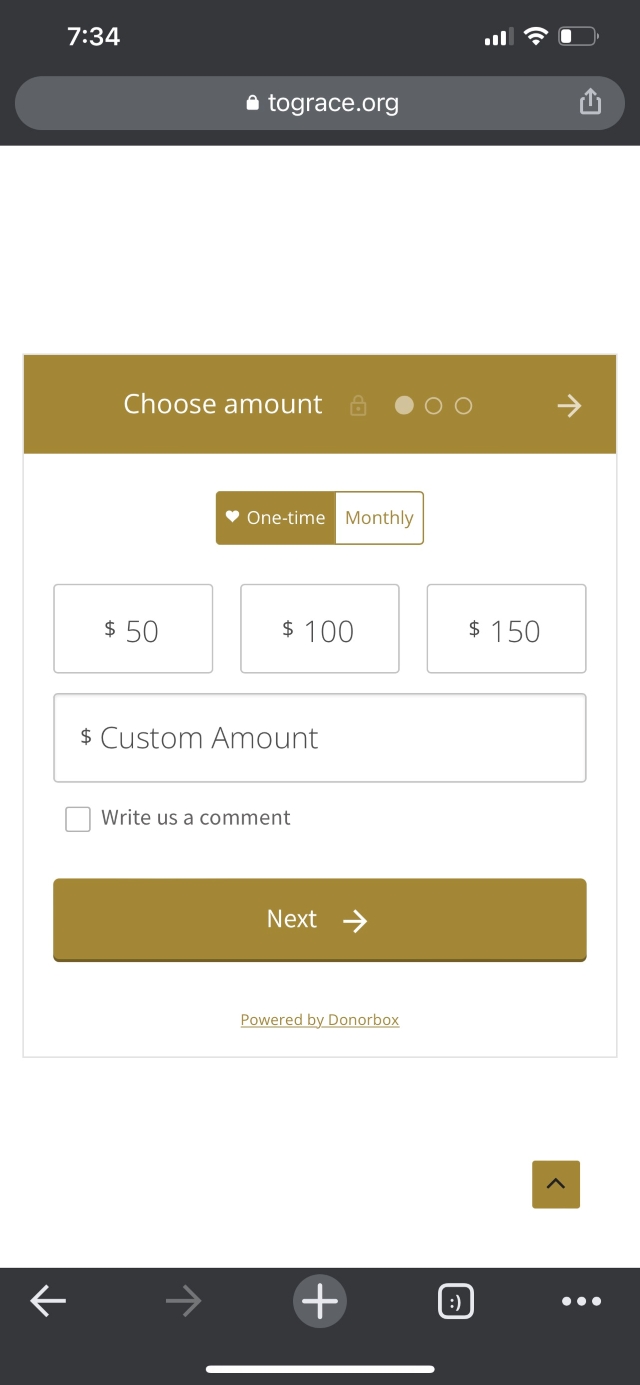 7:34
tograce.org
Choose amount
One-time Monthly
$ 50 $ 100 $ 150
$ Custom Amount
Write us a comment
Next
Powered by Donorbox
:)